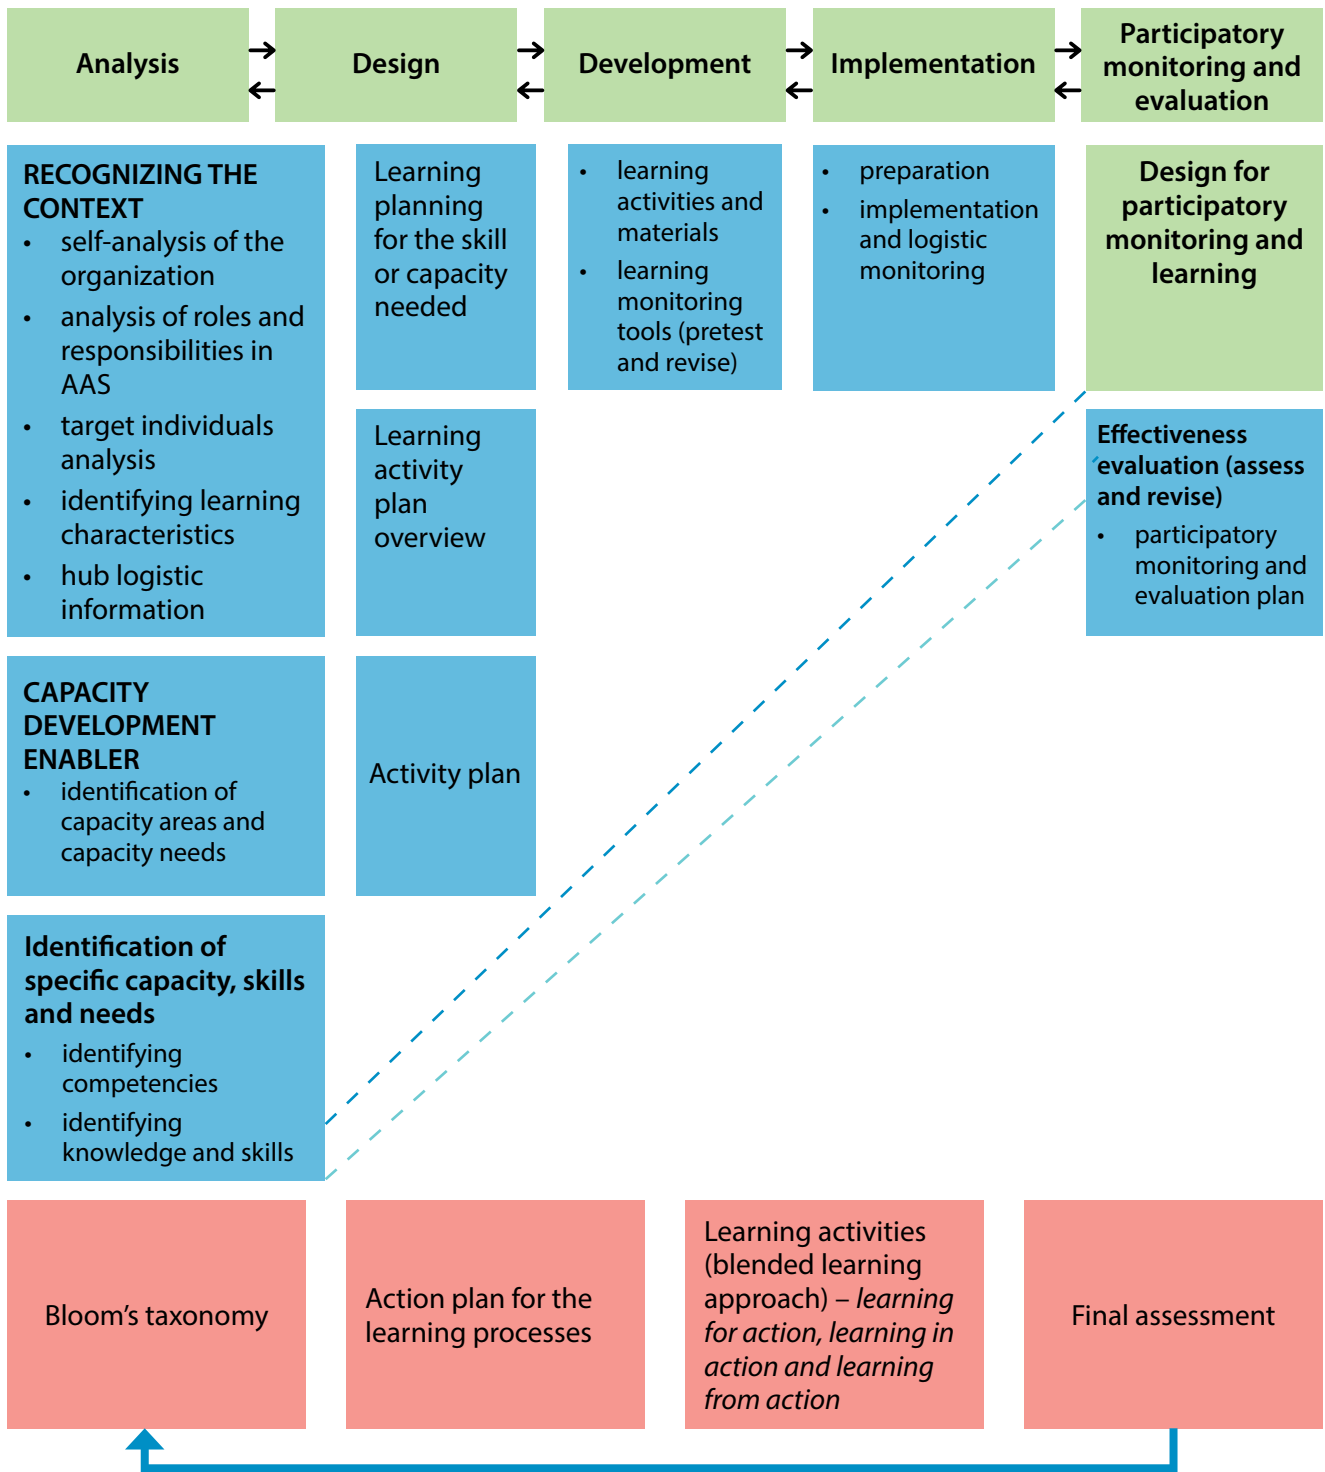 Analysis
Design
Development
Implementation
Participatory
monitoring and
evaluation
RECOGNIZING THE
CONTEXT
• self-analysis of the
organization
• analysis of roles and
responsibilities in
AAS
• target individuals
analysis
• identifying learning
characteristics
• hub logistic
information
CAPACITY
DEVELOPMENT
ENABLER
• identification of
capacity areas and
capacity needs
Identification of
specific capacity, skills
and needs
• identifying
competencies
• identifying
knowledge and skills
Learning
planning
for the skill
or capacity
needed
Learning
activity
plan
overview
Activity plan
• learning
activities and
materials
• learning
monitoring
tools (pretest
and revise)
• preparation
• implementation
and logistic
monitoring
Design for
participatory
monitoring and
learning
Effectiveness
evaluation (assess
and revise)
• participatory
monitoring and
evaluation plan
Bloom's taxonomy
Action plan for the
learning processes
Learning activities
(blended learning
approach) – learning
for action, learning in
action and learning
from action
Final assessment